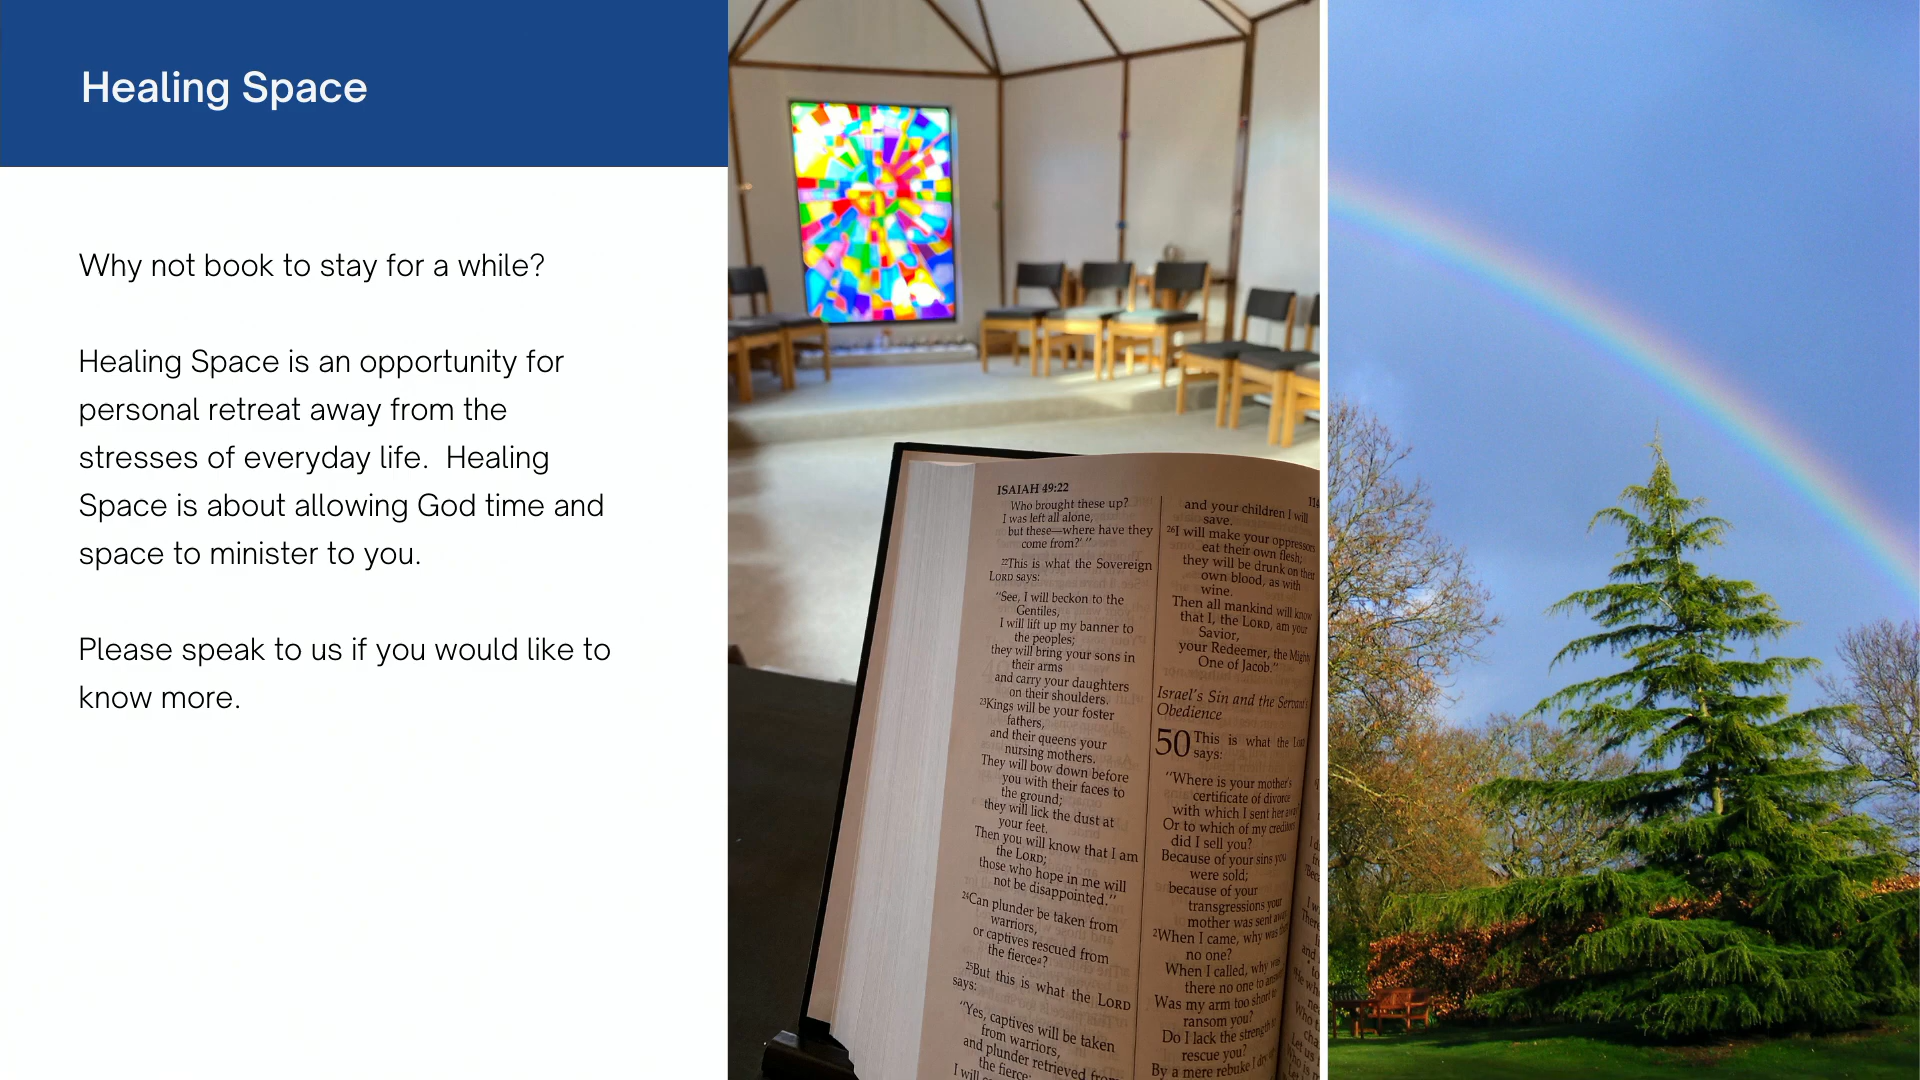 Healing Space
Why not book to stay for a while?
Healing Space is an opportunity for
personal retreat away from the
stresses of everyday life.  Healing
Space is about allowing God time and
space to minister to you.
Please speak to us if you would like to
know more.
ISAIAH 49:22
Who brought these up?
I was left all alone,
but these—where have they
come from?’ ”
22This is what the Sovereign
LORD says:
“See, I will beckon to the
Gentiles,
I will lift up my banner to
the peoples;
they will bring your sons in
their arms
and carry your daughters
on their shoulders.
23Kings will be your foster
fathers,
and their queens your
nursing mothers.
They will bow down before
you with their faces to
the ground;
they will lick the dust at
your feet.
Then you will know that I am
the LORD;
those who hope in me will
not be disappointed.”
24Can plunder be taken from
warriors,
or captives rescued from
the fierce?
25But this is what the LORD
says:
“Yes, captives will be taken
from warriors,
and plunder retrieved from
the fierce;
I will
and your children I will
save.
26I will make your oppressors
eat their own flesh;
they will be drunk on their
own blood, as with
wine.
Then all mankind will know
that I, the LORD, am your
Savior,
your Redeemer, the Mighty
One of Jacob.”
Israel’s Sin and the Servant’s
Obedience
50 This is what the LORD
says:
“Where is your mother’s
certificate of divorce
with which I sent her away?
Or to which of my creditors
did I sell you?
Because of your sins you
were sold;
because of your
transgressions your
mother was sent away.
2When I came, why was there
no one?
When I called, why was
there no one to answer?
Was my arm too short to
ransom you?
Do I lack the strength to
rescue you?
By a mere rebuke I dry up